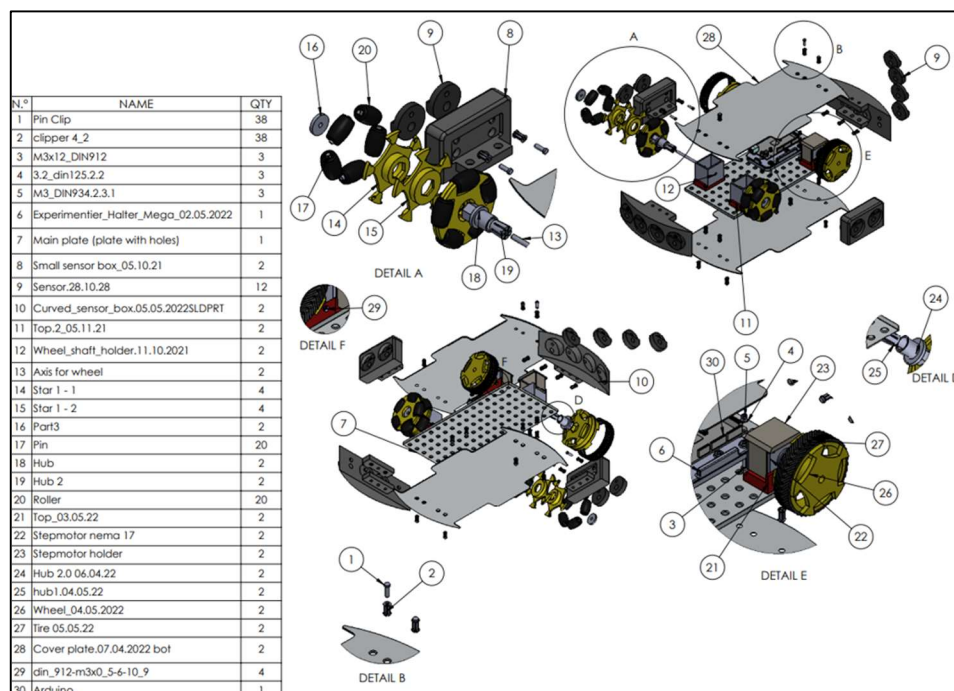 N.° NAME QTY
1 Pin Clip 38
2 clipper 4_2 38
3 M3x12_DIN912 3
4 3.2_din125.2.2 3
5 M3_DIN934.2.3.1 3
6 Experimentier_Halter_Mega_02.05.2022 1
7 Main plate (plate with holes) 1
8 Small sensor box_05.10.21 2
9 Sensor.28.10.28 12
10 Curved_sensor_box.05.05.2022SLDPRT 2
11 Top.2_05.11.21 2
12 Wheel_shaft_holder.11.10.2021 2
13 Axis for wheel 2
14 Star 1 - 1 4
15 Star 1 - 2 4
16 Part3 2
17 Pin 20
18 Hub 2
19 Hub 2 2
20 Roller 20
21 Top_03.05.22 2
22 Stepmotor nema 17 2
23 Stepmotor holder 2
24 Hub 2.0 06.04.22 2
25 hub1.04.05.22 2
26 Wheel_04.05.2022 2
27 Tire 05.05.22 2
28 Cover plate.07.04.2022 bot 2
29 din_912-m3x0_5-6-10_9 4
30 Arduino 1
16 20 9 8
17 14 15 18 19 13
DETAIL A
A 28 B 9
E
12
11
29
DETAIL F
F
10
D
7
24
25
DETAIL D
30 5 4 23
6 27
26
3
22
21
DETAIL E
1
2
DETAIL B